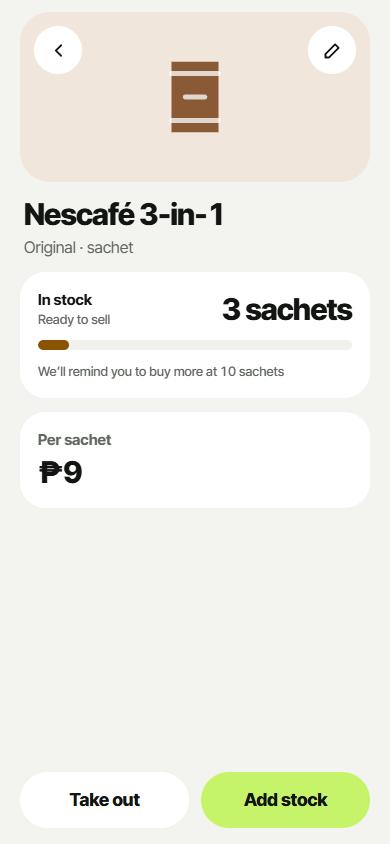 Nescafé 3-in-1
Original · sachet
In stock
Ready to sell
3 sachets
We’ll remind you to buy more at 10 sachets
Per sachet
₱9
Take out
Add stock